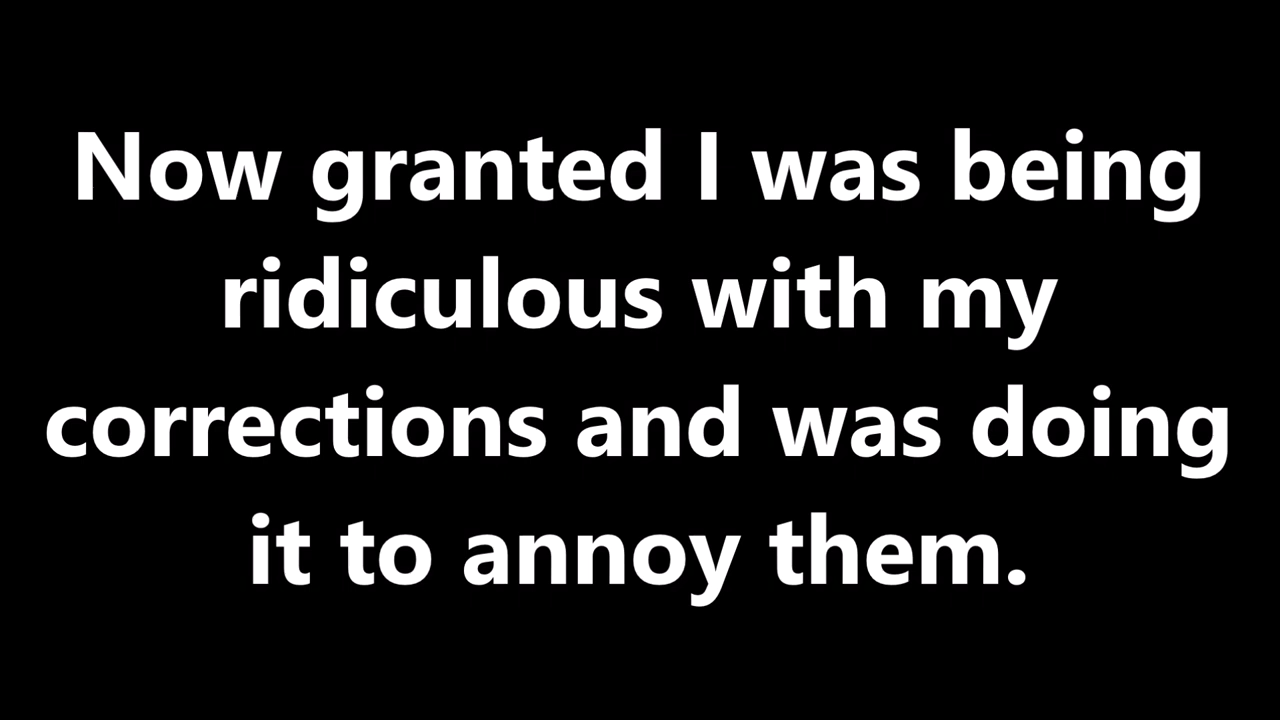 Now granted I was being
ridiculous with my
corrections and was doing
it to annoy them.